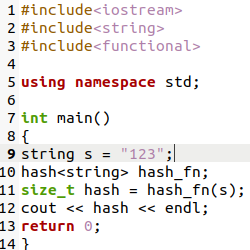 1 #include<iostream>
2 #include<string>
3 #include<functional>
4
5 using namespace std;
6
7 int main()
8 {
9 string s = "123";
10 hash<string> hash_fn;
11 size_t hash = hash_fn(s);
12 cout << hash << endl;
13 return 0;
14 }